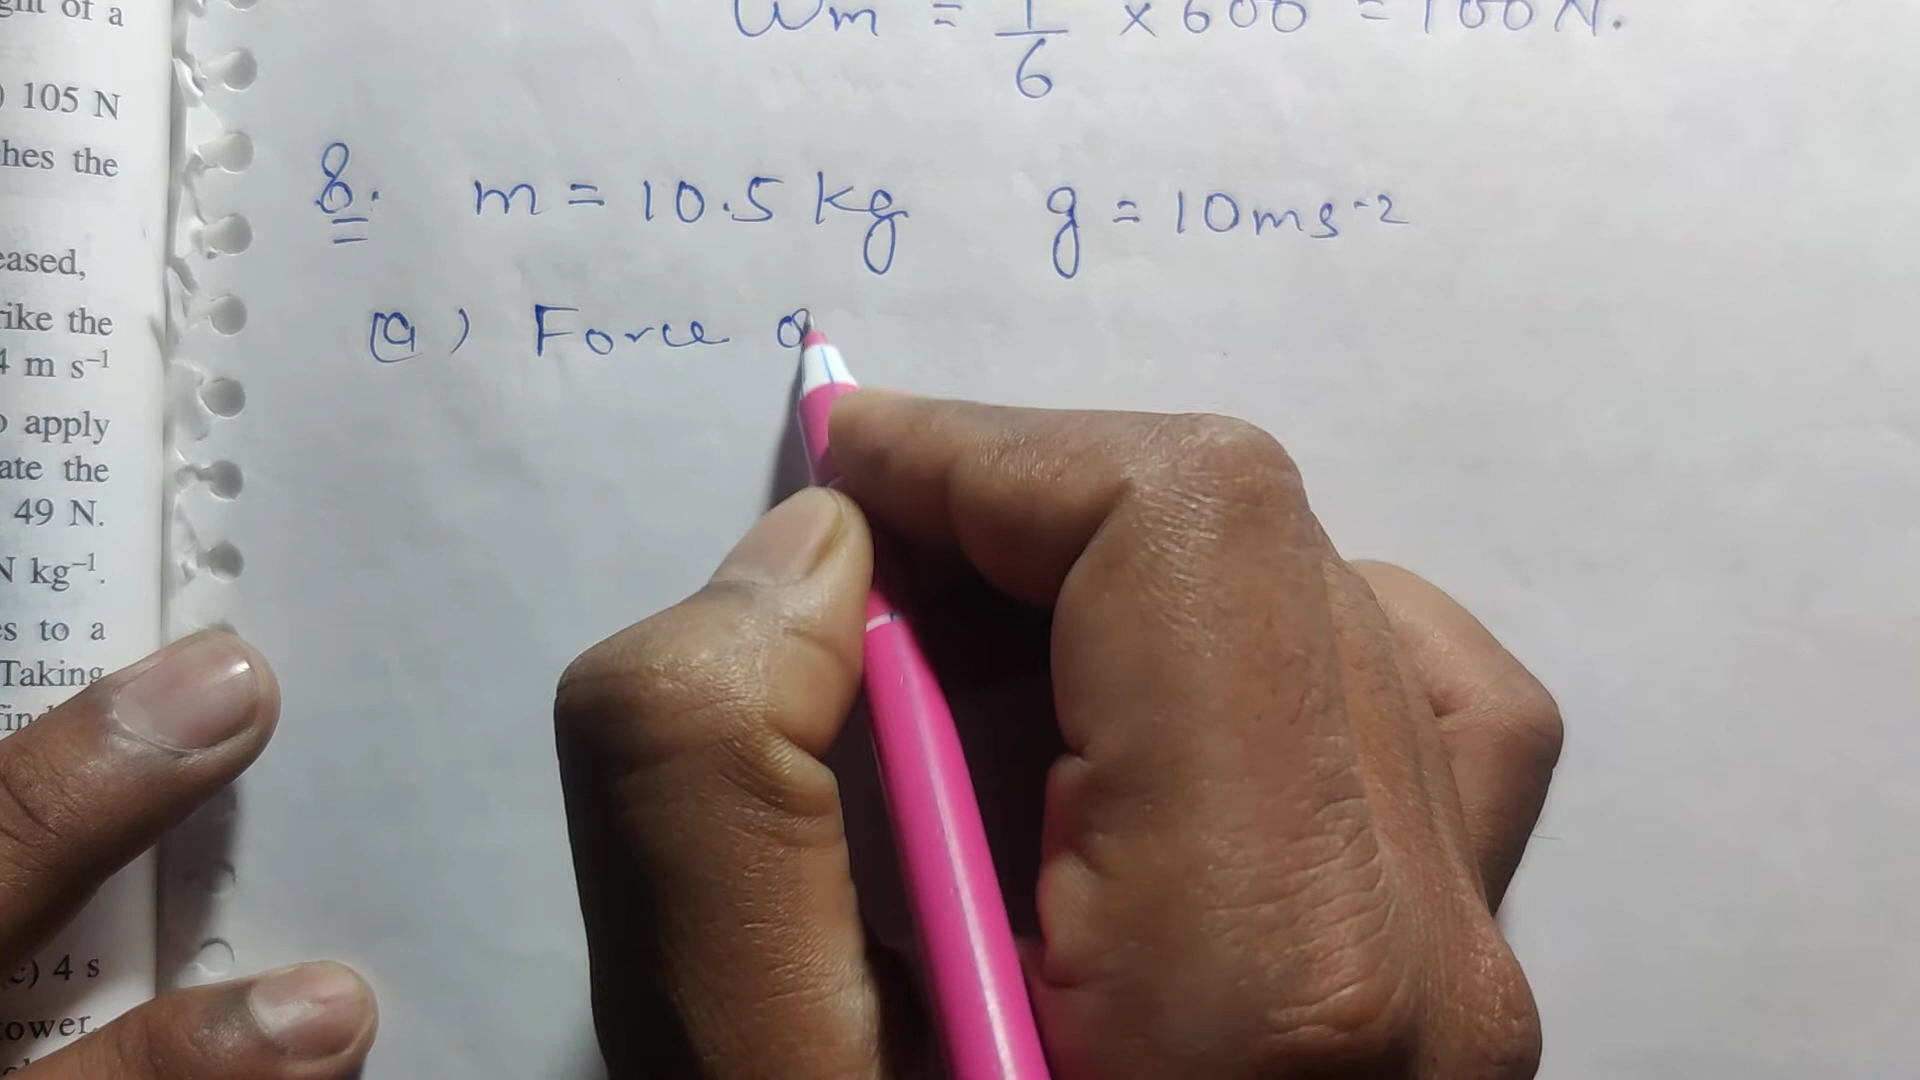 of a
105 N
hes the
eased,
ike the
4 m s⁻¹
apply
ate the
49 N.
N kg⁻¹.
s to a
Taking
4 s
ower
Wm = 1/6 × 600 = 100 N.
8. m = 10.5 kg g = 10 ms⁻²
(a) Force o